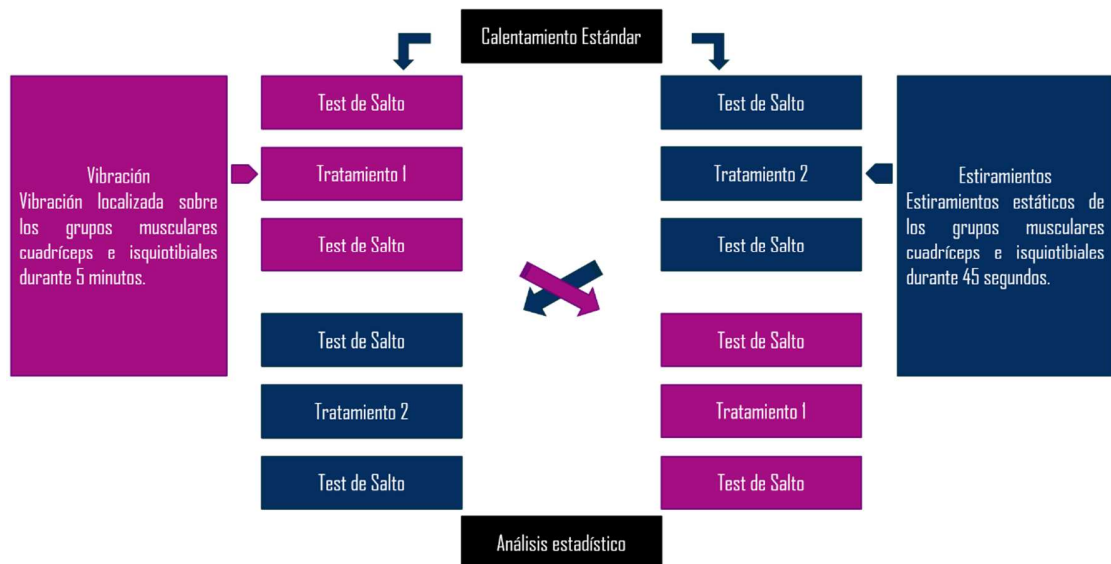 Calentamiento Estándar
Vibración
Vibración localizada sobre
los grupos musculares
cuadríceps e isquiotibiales
durante 5 minutos.
Test de Salto
Tratamiento 1
Test de Salto
Test de Salto
Tratamiento 2
Test de Salto
Test de Salto
Tratamiento 2
Test de Salto
Test de Salto
Tratamiento 1
Test de Salto
Estiramientos
Estiramientos estáticos de
los grupos musculares
cuadríceps e isquiotibiales
durante 45 segundos.
Análisis estadístico